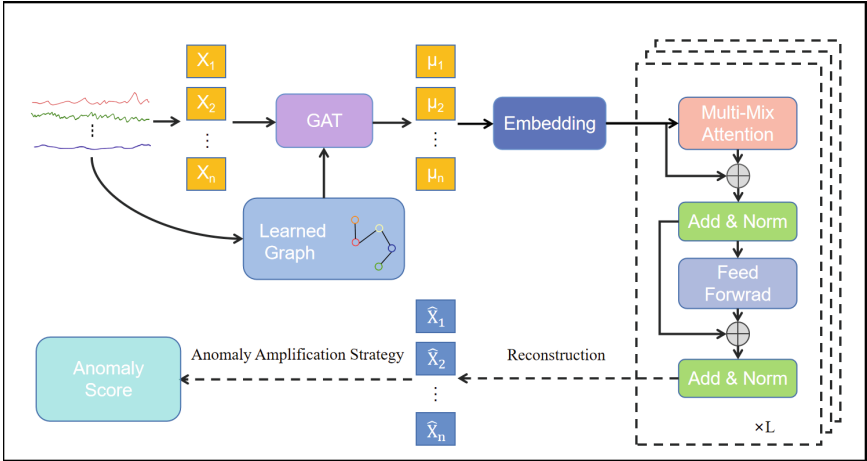 X₁
X₂
⋮
Xₙ
GAT
μ₁
μ₂
⋮
μₙ
Embedding
Multi-Mix
Attention
Add & Norm
Feed
Forwrad
Add & Norm
×L
Learned
Graph
Reconstruction
X̂₁
X̂₂
⋮
X̂ₙ
Anomaly Amplification Strategy
Anomaly
Score